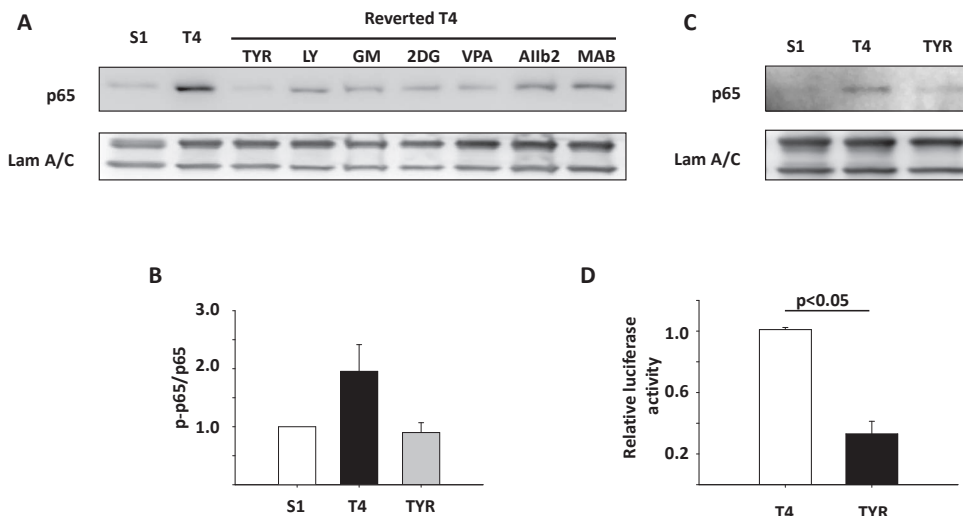 A
Reverted T4
S1 T4 TYR LY GM 2DG VPA AIIb2 MAB
p65
Lam A/C
C
S1 T4 TYR
p65
Lam A/C
B
p-p65/p65
3.0
2.0
1.0
S1 T4 TYR
D
Relative luciferase
activity
p<0.05
1.0
0.6
0.2
T4 TYR